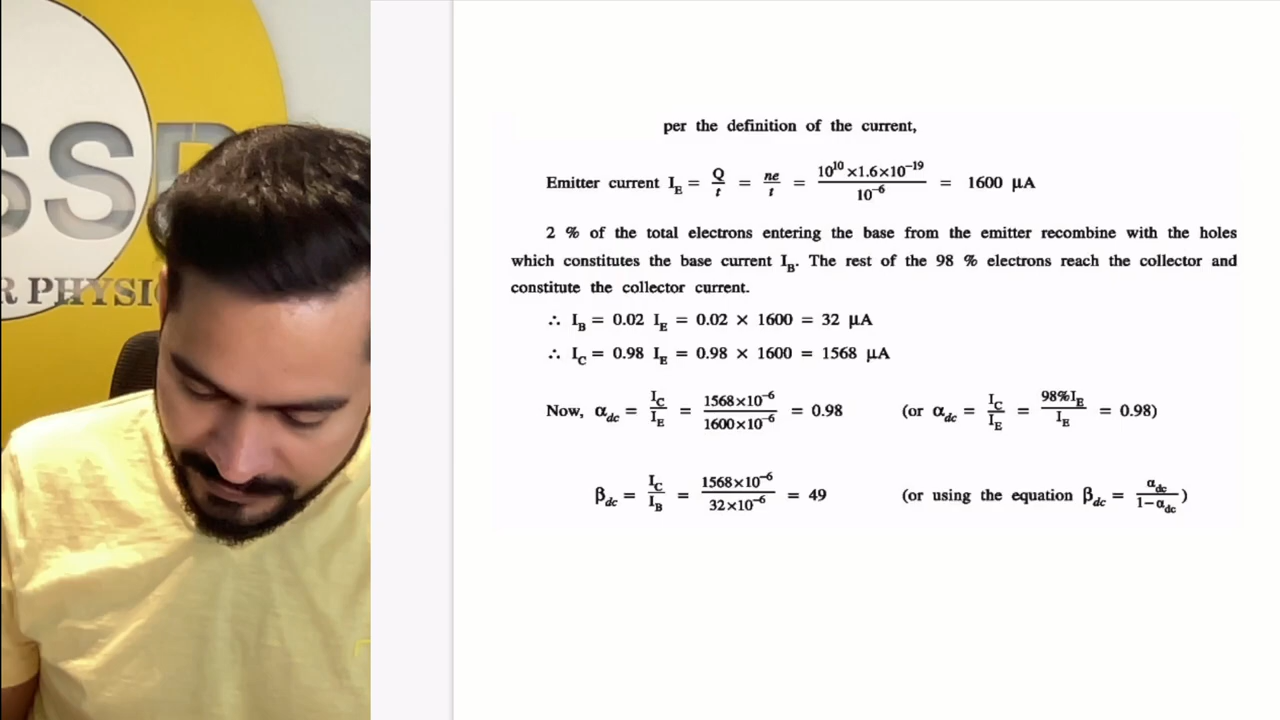 SSP
R PHYSI
per the definition of the current,
Emitter current I_E = Q/t = ne/t = 10¹⁰×1.6×10⁻¹⁹/10⁻⁶ = 1600 μA
2 % of the total electrons entering the base from the emitter recombine with the holes
which constitutes the base current I_B. The rest of the 98 % electrons reach the collector and
constitute the collector current.
∴ I_B = 0.02 I_E = 0.02 × 1600 = 32 μA
∴ I_C = 0.98 I_E = 0.98 × 1600 = 1568 μA
Now, α_dc = I_C/I_E = 1568×10⁻⁶/1600×10⁻⁶ = 0.98 (or α_dc = I_C/I_E = 98%I_E/I_E = 0.98)
β_dc = I_C/I_B = 1568×10⁻⁶/32×10⁻⁶ = 49 (or using the equation β_dc = α_dc/1−α_dc)